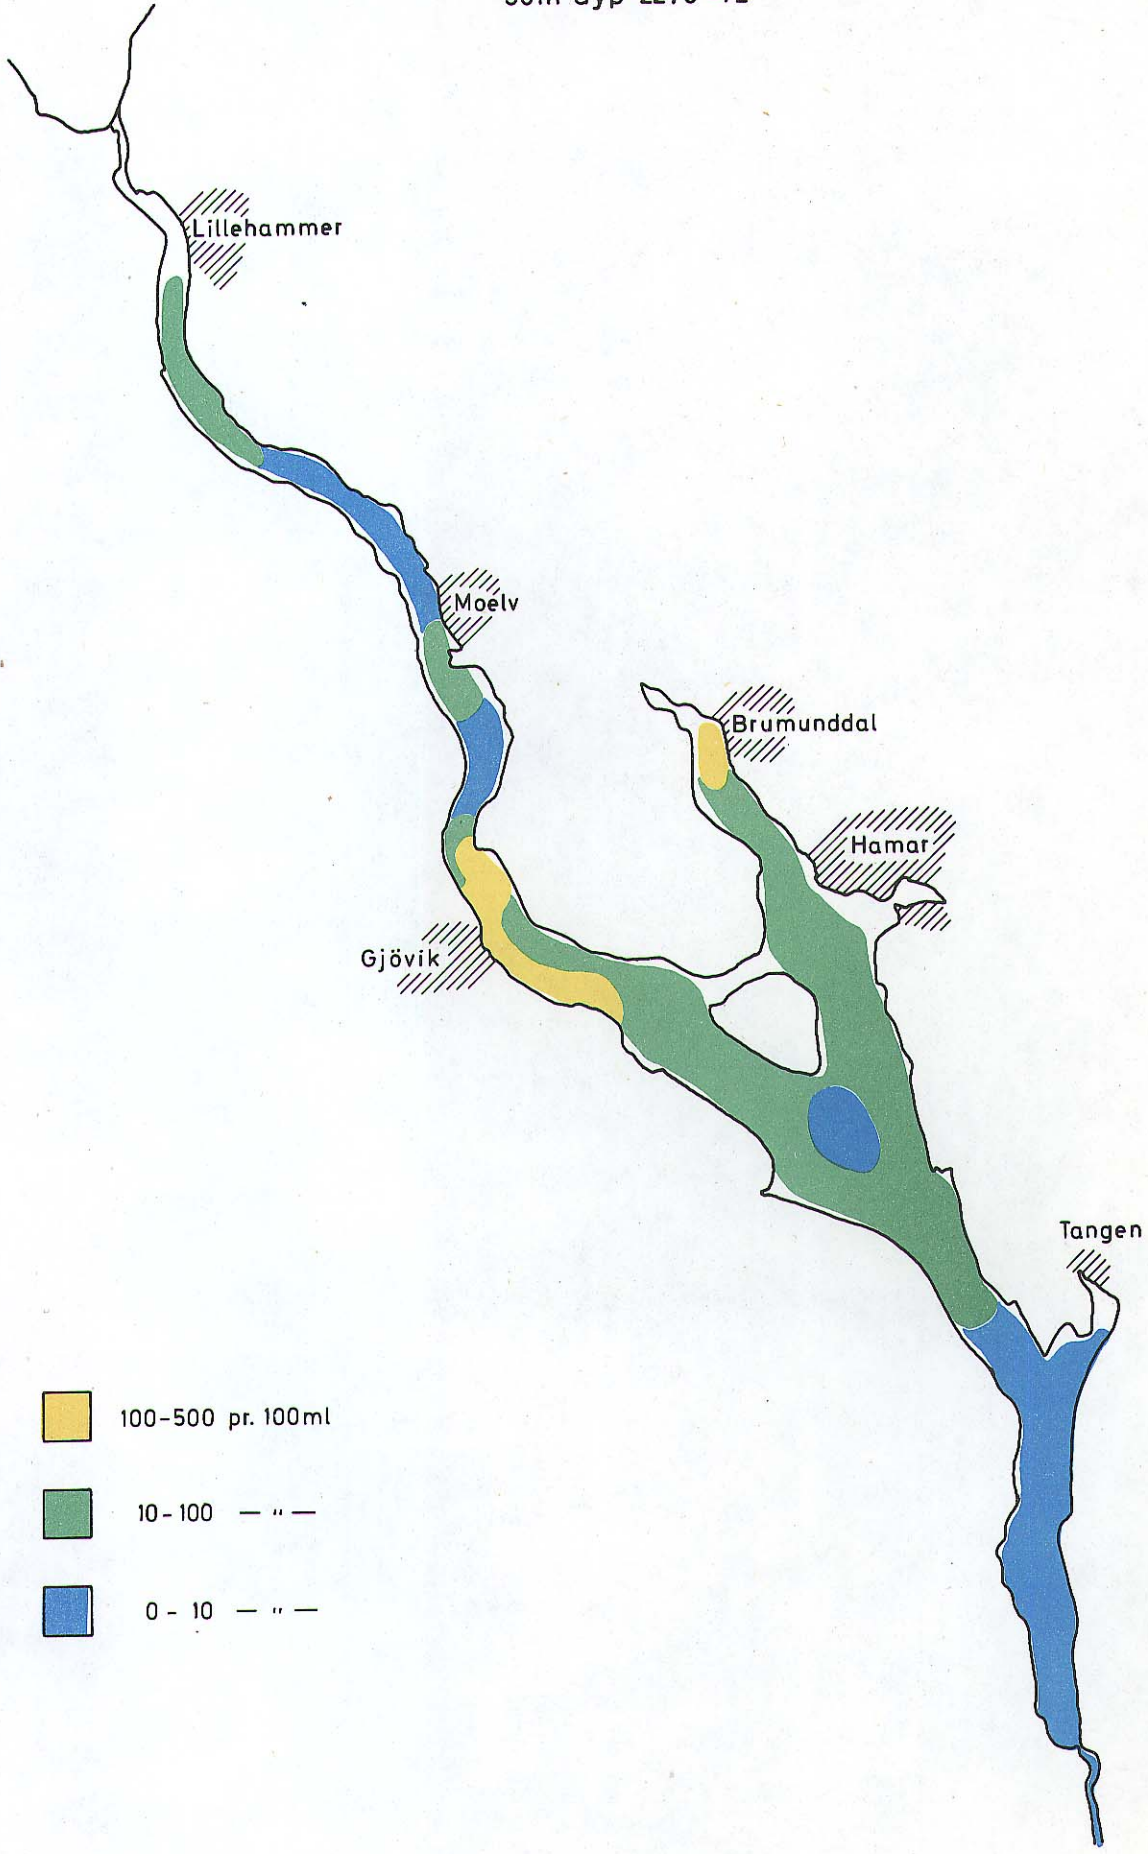 Lillehammer
Moelv
Brumunddal
Hamar
Gjövik
Tangen
100-500 pr. 100ml
10-100 — " —
0-10 — " —